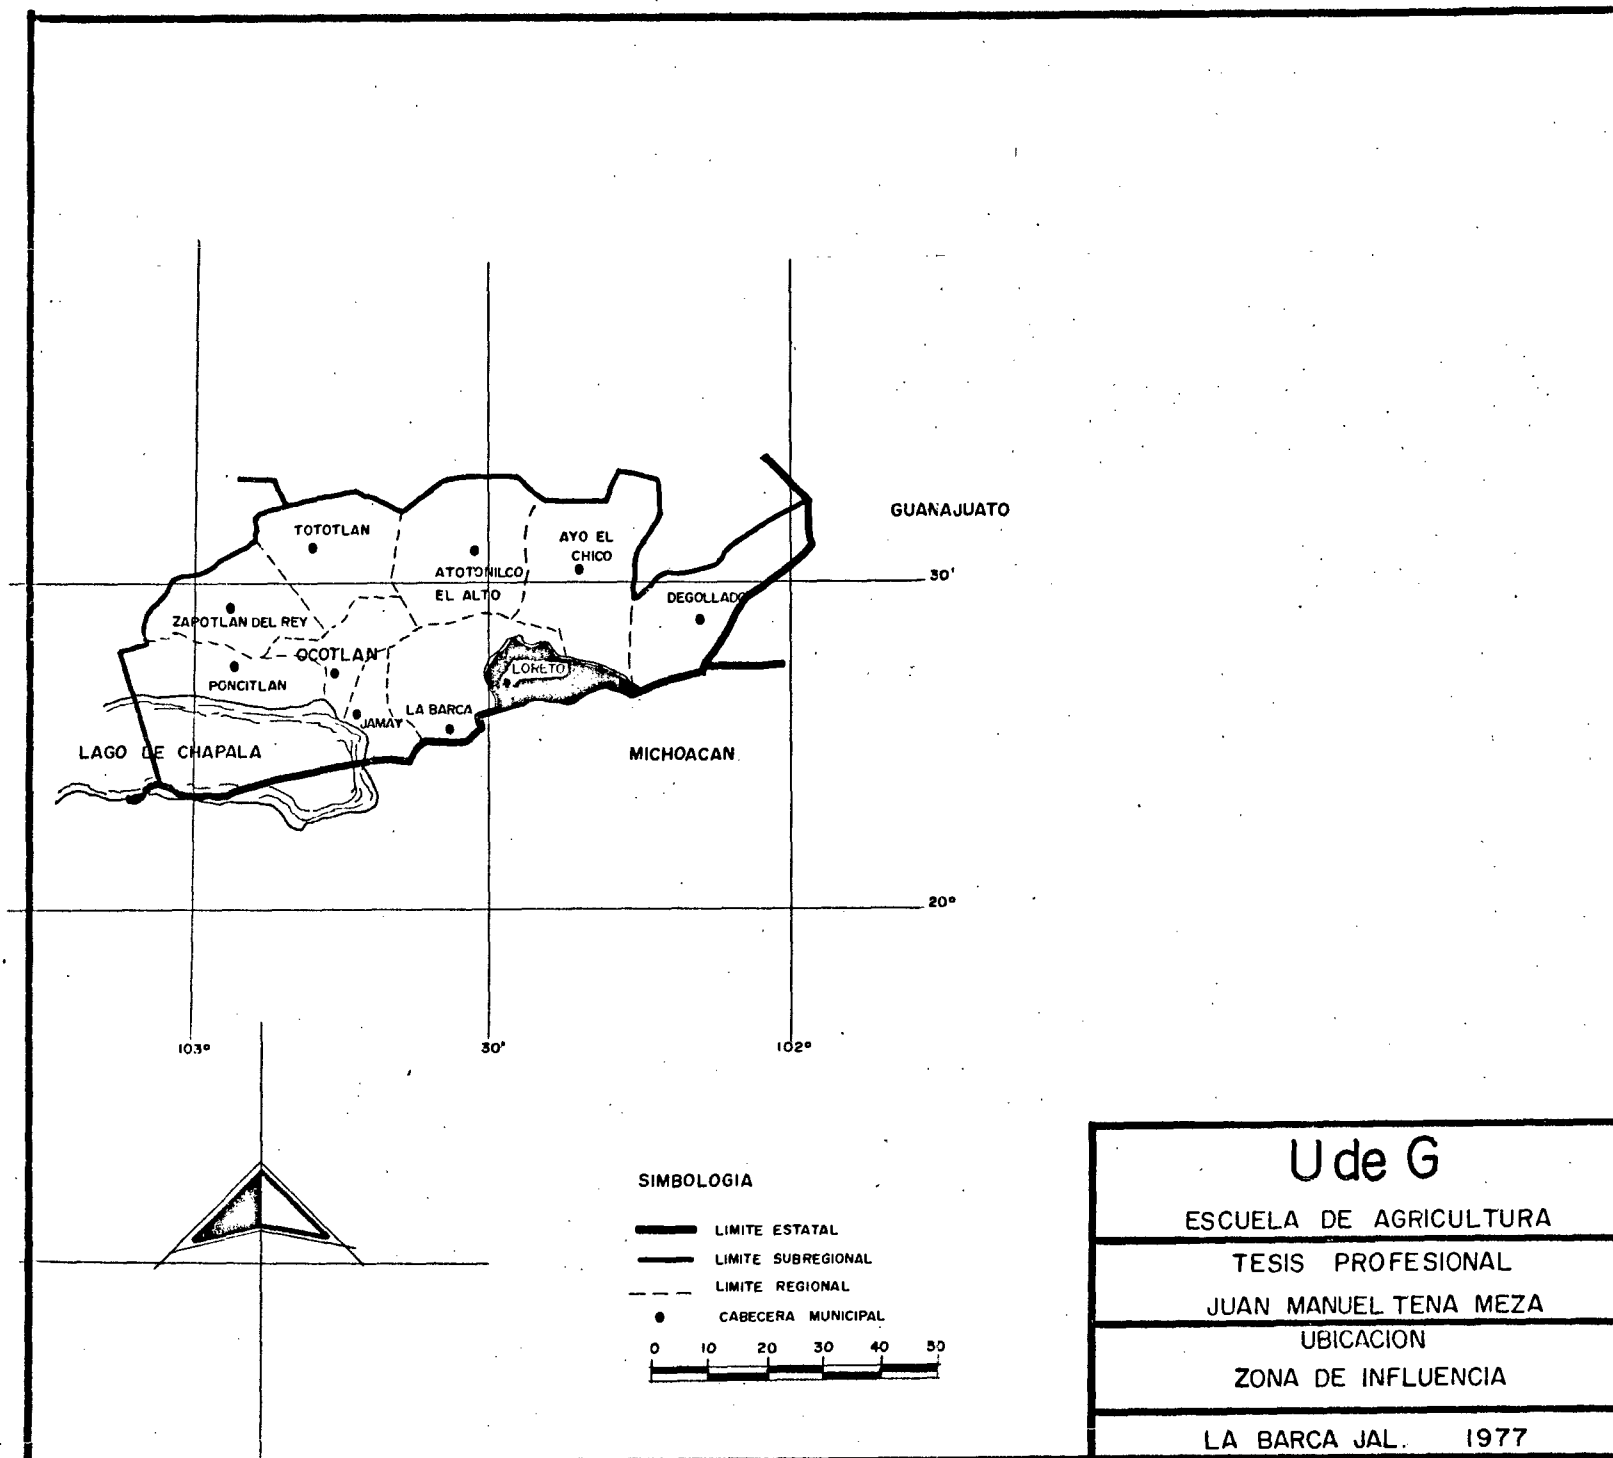 GUANAJUATO
TOTOTLAN
AYO EL
CHICO
ATOTONILCO
EL ALTO
30'
DEGOLLADO
ZAPOTLAN DEL REY
OCOTLAN
LORETO
PONCITLAN
JAMAY
LA BARCA
LAGO DE CHAPALA
MICHOACAN
20°
103°
30'
102°
SIMBOLOGIA
LIMITE ESTATAL
LIMITE SUBREGIONAL
LIMITE REGIONAL
CABECERA MUNICIPAL
0 10 20 30 40 50
U de G
ESCUELA DE AGRICULTURA
TESIS PROFESIONAL
JUAN MANUEL TENA MEZA
UBICACION
ZONA DE INFLUENCIA
LA BARCA JAL. 1977